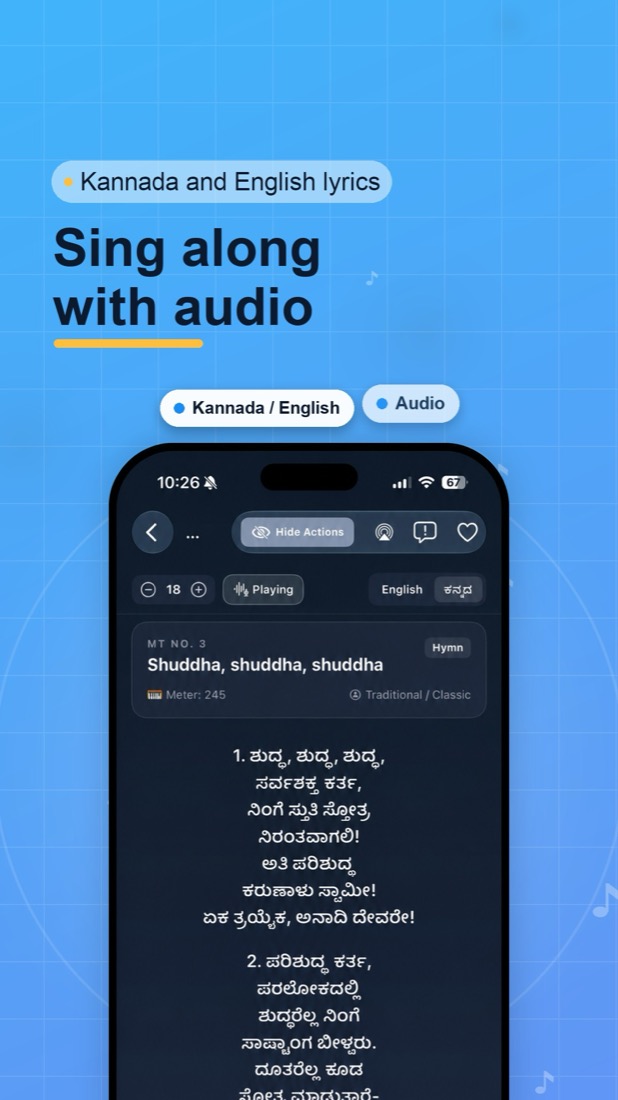 Kannada and English lyrics
Sing along
with audio
Kannada / English
Audio
10:26
67
...
Hide Actions
18
Playing
English
ಕನ್ನಡ
MT NO. 3
Hymn
Shuddha, shuddha, shuddha
Meter: 245
Traditional / Classic
1. ಶುದ್ಧ, ಶುದ್ಧ, ಶುದ್ಧ,
ಸರ್ವಶಕ್ತ ಕರ್ತ,
ನಿಂಗೆ ಸ್ತುತಿ ಸ್ತೋತ್ರ
ನಿರಂತವಾಗಲಿ!
ಅತಿ ಪರಿಶುದ್ಧ
ಕರುಣಾಳು ಸ್ವಾಮೀ!
ಏಕ ತ್ರಯ್ಯೆಕ, ಅನಾದಿ ದೇವರೇ!
2. ಪರಿಶುದ್ಧ ಕರ್ತ,
ಪರಲೋಕದಲ್ಲಿ
ಶುದ್ಧರೆಲ್ಲ ನಿಂಗೆ
ಸಾಷ್ಟಾಂಗ ಬೀಳ್ವರು.
ದೂತರೆಲ್ಲ ಕೂಡ
ಸ್ತೋತ್ರ ಮಾಡುತ್ತಾರೆ-